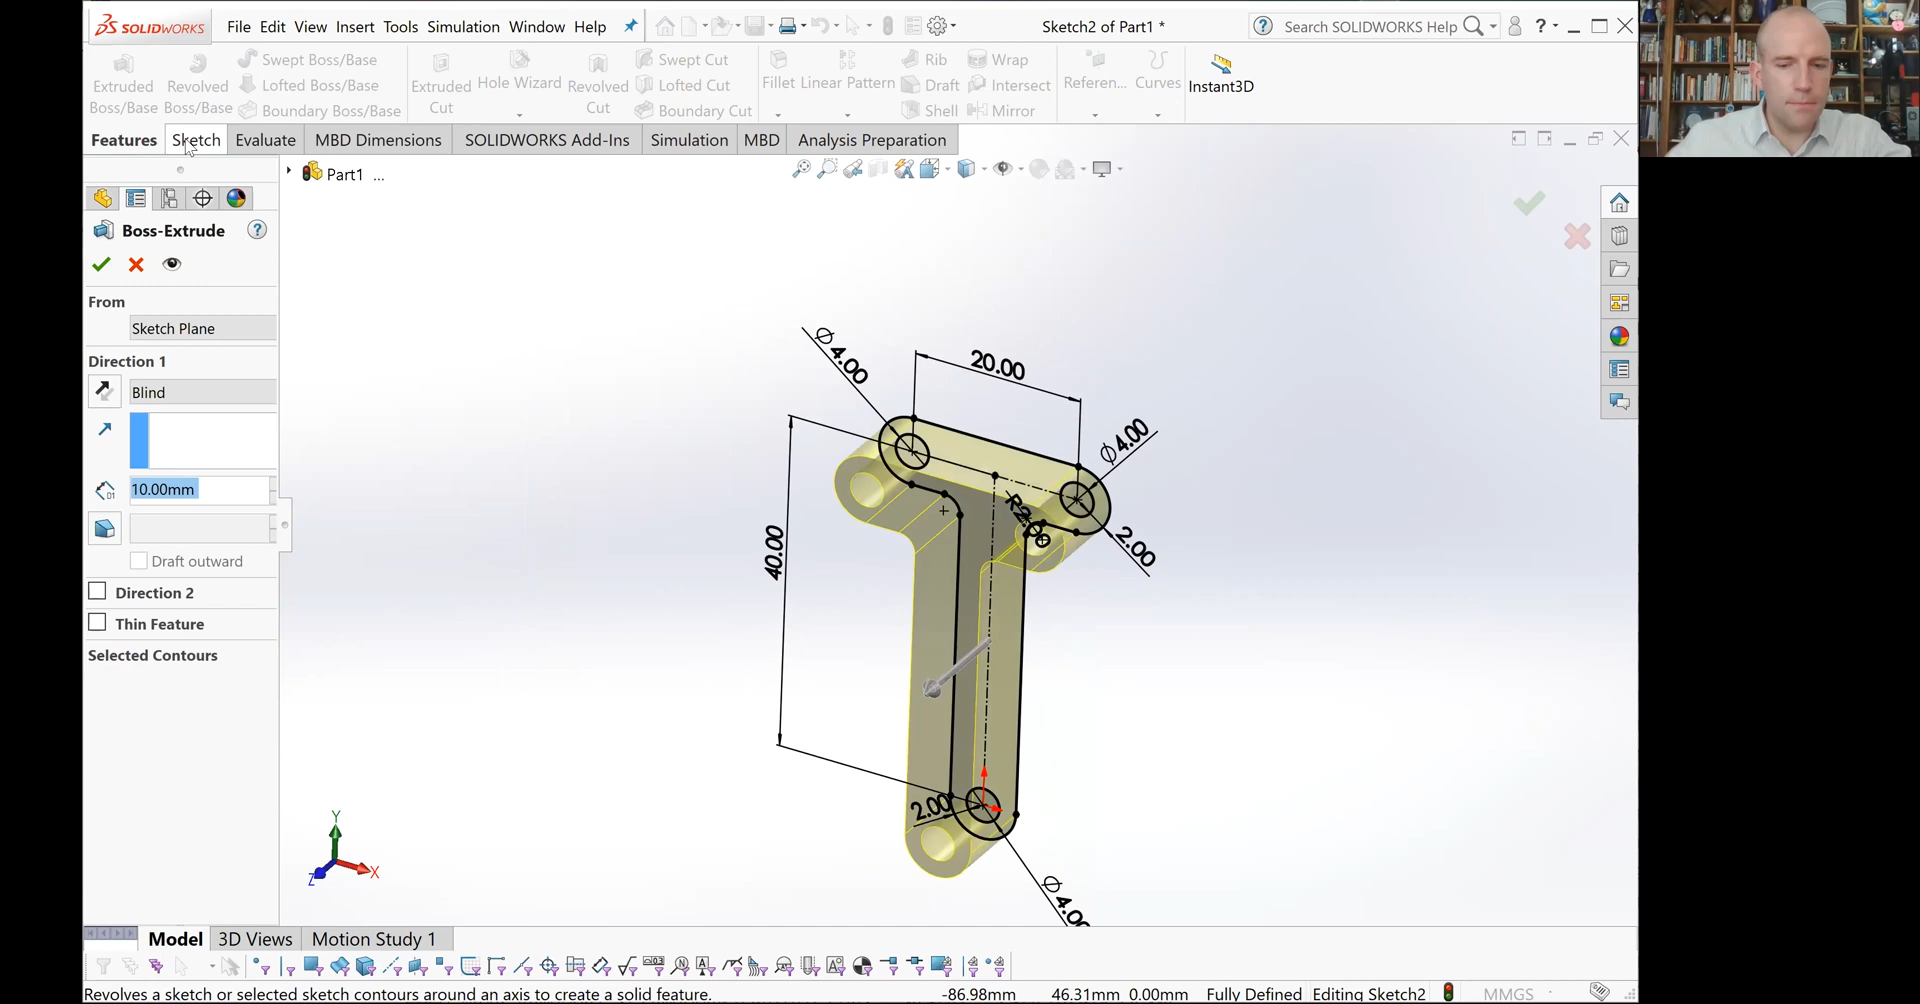 SOLIDWORKS File Edit View Insert Tools Simulation Window Help Sketch2 of Part1 * Search SOLIDWORKS Help ?
Extruded Boss/Base
Revolved Boss/Base
Swept Boss/Base
Lofted Boss/Base
Boundary Boss/Base
Extruded Cut
Hole Wizard
Revolved Cut
Swept Cut
Lofted Cut
Boundary Cut
Fillet
Linear Pattern
Rib
Draft
Shell
Wrap
Intersect
Mirror
Referen...
Curves
Instant3D
Features Sketch Evaluate MBD Dimensions SOLIDWORKS Add-Ins Simulation MBD Analysis Preparation
Part1 ...
Boss-Extrude ?
From
Sketch Plane
Direction 1
Blind
10.00mm
Draft outward
Direction 2
Thin Feature
Selected Contours
∅ 4.00
20.00
∅4.00
R2.00
2.00
40.00
2.00
∅4.00
Y
X
Z
Model 3D Views Motion Study 1
Revolves a sketch or selected sketch contours around an axis to create a solid feature. -86.98mm 46.31mm 0.00mm Fully Defined Editing Sketch2 MMGS